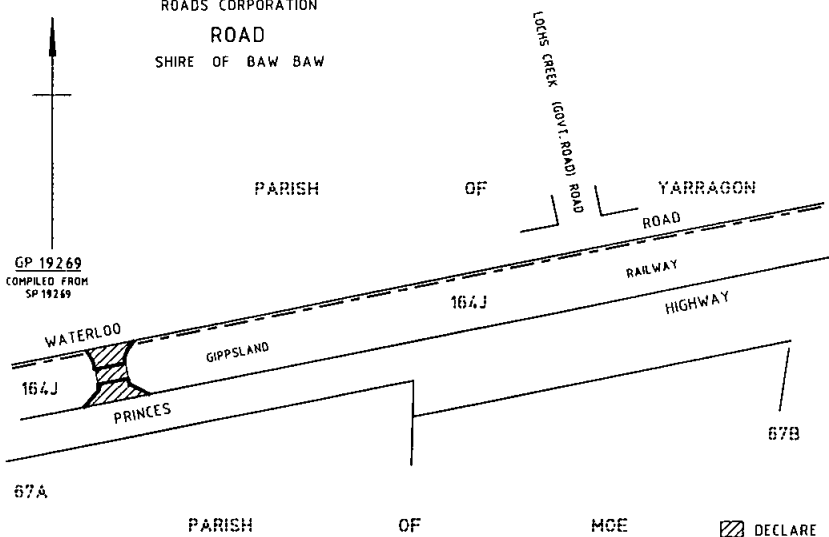 ROADS CORPORATION
ROAD
SHIRE OF BAW BAW
LOCHS CREEK (GOVT. ROAD) ROAD
PARISH OF YARRAGON
ROAD
GP 19269
COMPILED FROM
SP 19269
RAILWAY
164J
HIGHWAY
WATERLOO
GIPPSLAND
164J
PRINCES
67B
67A
PARISH OF MOE
DECLARE